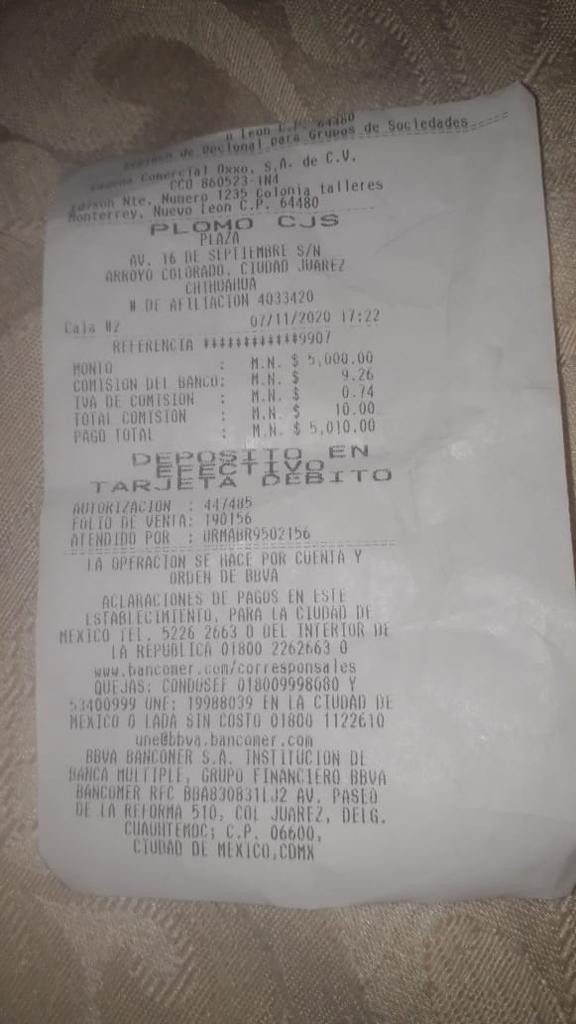 n Leon C.P. 64480
de Opcional para Grupos de Sociedades
Comercial Oxxo, S.A. de C.V.
CCO 860523-1N4
Edison Nte. Numero 1235 Colonia talleres
Monterrey, Nuevo Leon C.P. 64480
PLOMO CJS
PLAZA
AV. 16 DE SEPTIEMBRE S/N
ARROYO COLORADO, CIUDAD JUAREZ
CHIHUAHUA
# DE AFILIACION 4033420
Caja #2 07/11/2020 17:22
REFERENCIA ************9907
MONTO : M.N. $ 5,000.00
COMISION DEL BANCO: M.N. $ 9.26
IVA DE COMISION : M.N. $ 0.74
TOTAL COMISION : M.N. $ 10.00
PAGO TOTAL : M.N. $ 5,010.00
DEPOSITO EN
EFECTIVO
TARJETA DEBITO
AUTORIZACION : 447485
FOLIO DE VENTA: 190156
ATENDIDO POR : URMABR9502156
LA OPERACION SE HACE POR CUENTA Y
ORDEN DE BBVA
ACLARACIONES DE PAGOS EN ESTE
ESTABLECIMIENTO, PARA LA CIUDAD DE
MEXICO TEL. 5226 2663 O DEL INTERIOR DE
LA REPUBLICA 01800 2262663 O
www.bancomer.com/corresponsales
QUEJAS: CONDUSEF 018009998080 Y
53400999 UNE: 19988039 EN LA CIUDAD DE
MEXICO O LADA SIN COSTO 01800 1122610
une@bbva.bancomer.com
BBVA BANCOMER S.A. INSTITUCION DE
BANCA MULTIPLE, GRUPO FINANCIERO BBVA
BANCOMER RFC BBA830831LJ2 AV. PASEO
DE LA REFORMA 510, COL JUAREZ, DELG.
CUAUHTEMOC; C.P. 06600,
CIUDAD DE MEXICO,CDMX